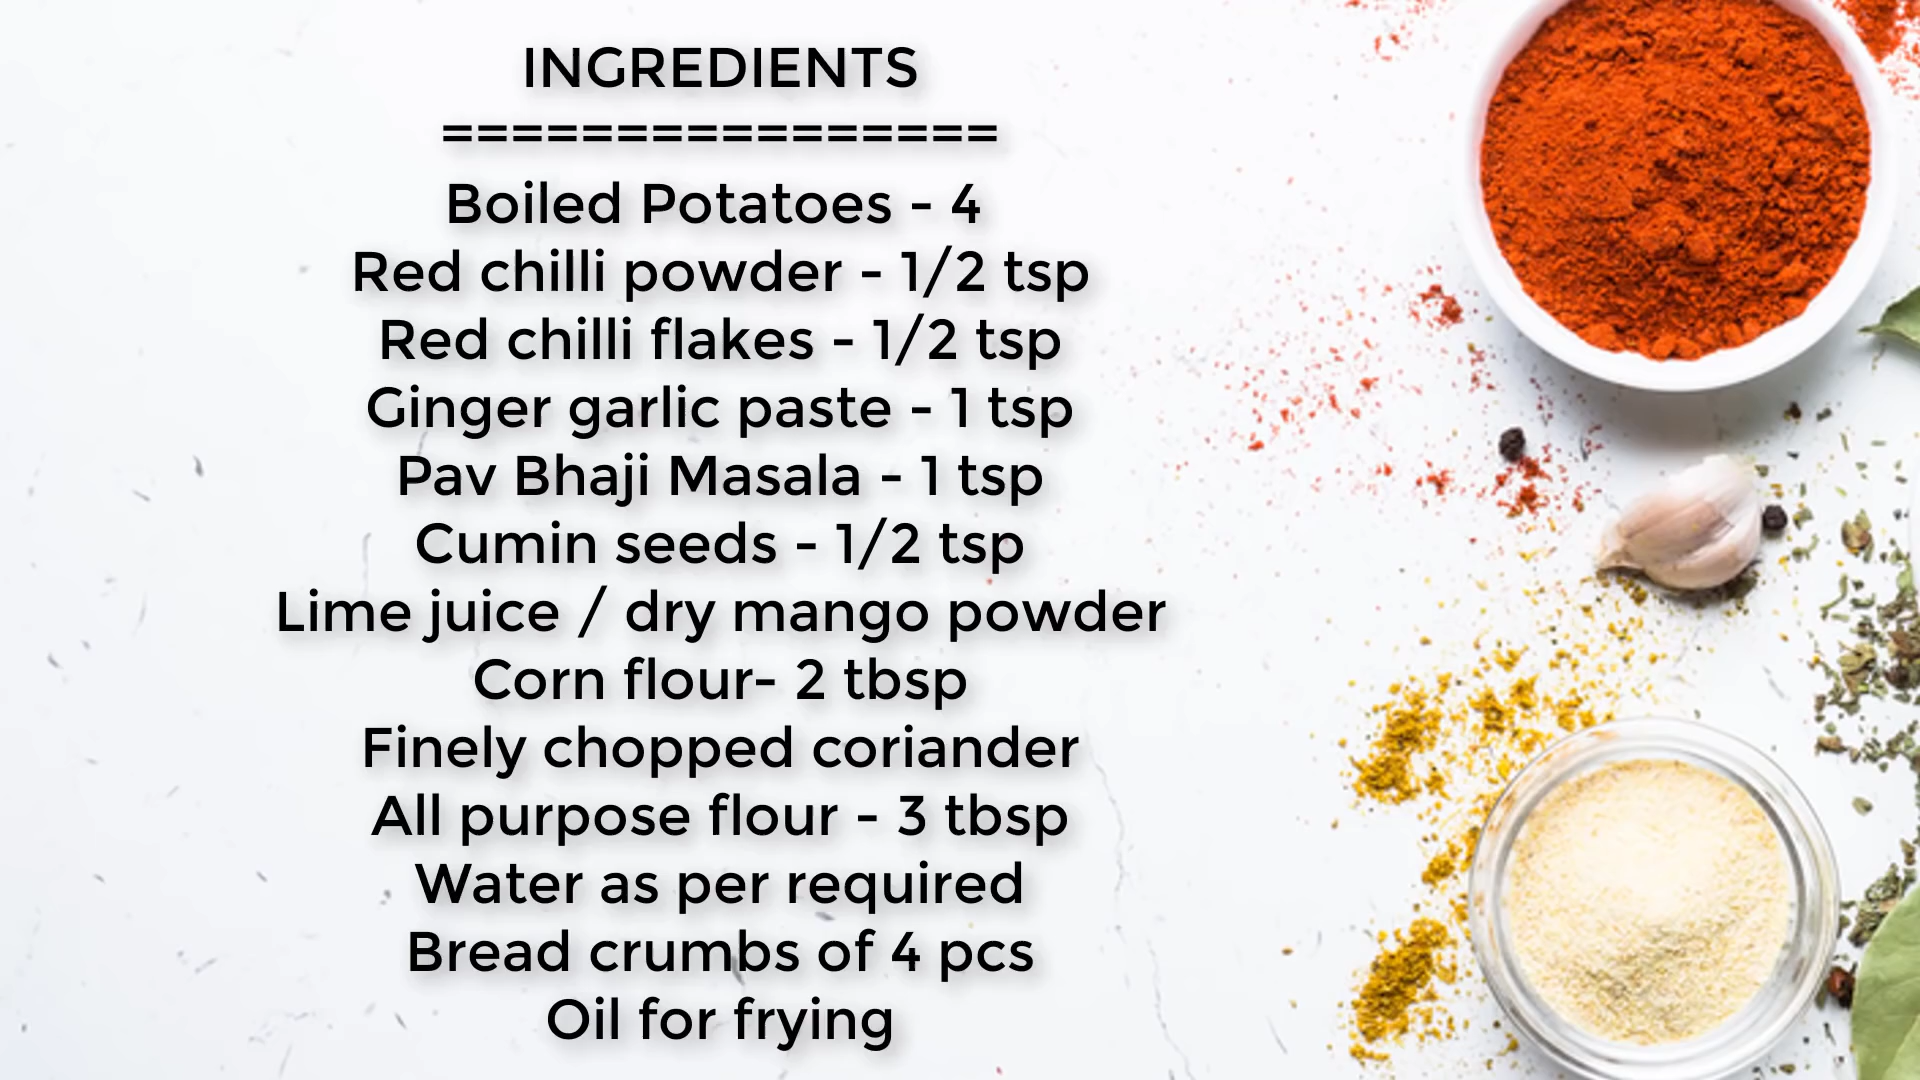 INGREDIENTS
================
Boiled Potatoes - 4
Red chilli powder - 1/2 tsp
Red chilli flakes - 1/2 tsp
Ginger garlic paste - 1 tsp
Pav Bhaji Masala - 1 tsp
Cumin seeds - 1/2 tsp
Lime juice / dry mango powder
Corn flour- 2 tbsp
Finely chopped coriander
All purpose flour - 3 tbsp
Water as per required
Bread crumbs of 4 pcs
Oil for frying